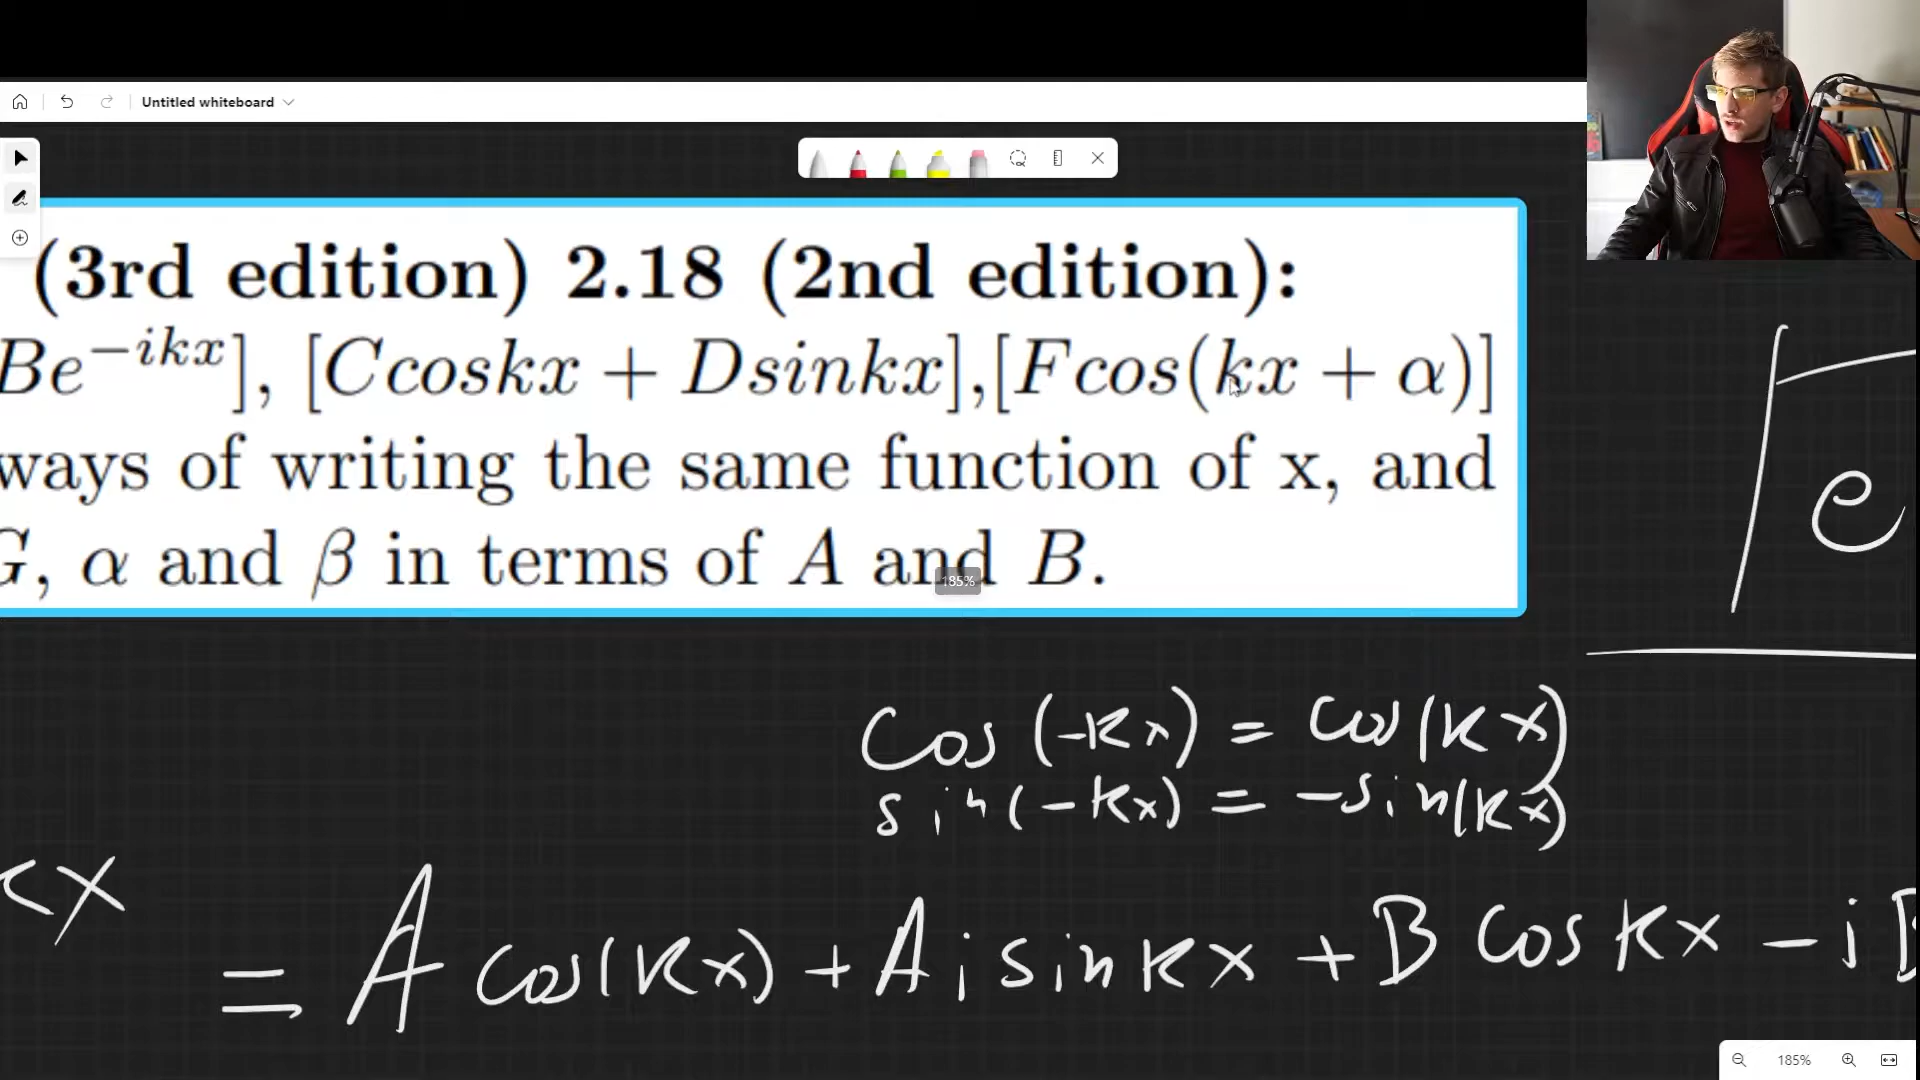 Untitled whiteboard
(3rd edition) 2.18 (2nd edition):
Be^{-ikx}], [Ccoskx + Dsinkx],[Fcos(kx + α)]
ways of writing the same function of x, and
G, α and β in terms of A and B.
185%
e
Cos (-kx) = Cos(kx)
sin(-kx) = -sin(kx)
kx
= A cos(kx) + A i sin kx + B Cos kx - i B
185%